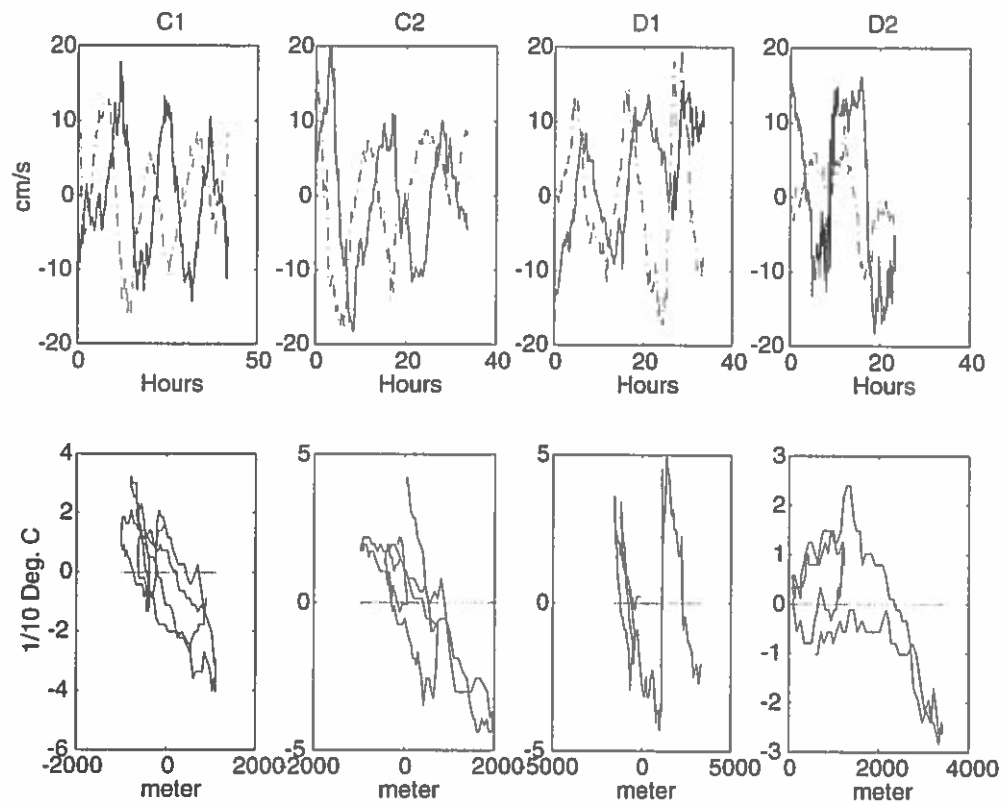 C1 C2 D1 D2
20 20 20 20
10 10 10 10
cm/s
0 0 0 0
-10 -10 -10 -10
-20 -20 -20 -20
0 50 0 20 40 0 20 40 0 20 40
Hours Hours Hours Hours
4 5 5 3
2 2
1/10 Deg. C
1
0 0 0 0
-2 -1
-4 -2
-6 -5 -5 -3
-2000 0 2000 -2000 0 2000 -5000 0 5000 0 2000 4000
meter meter meter meter